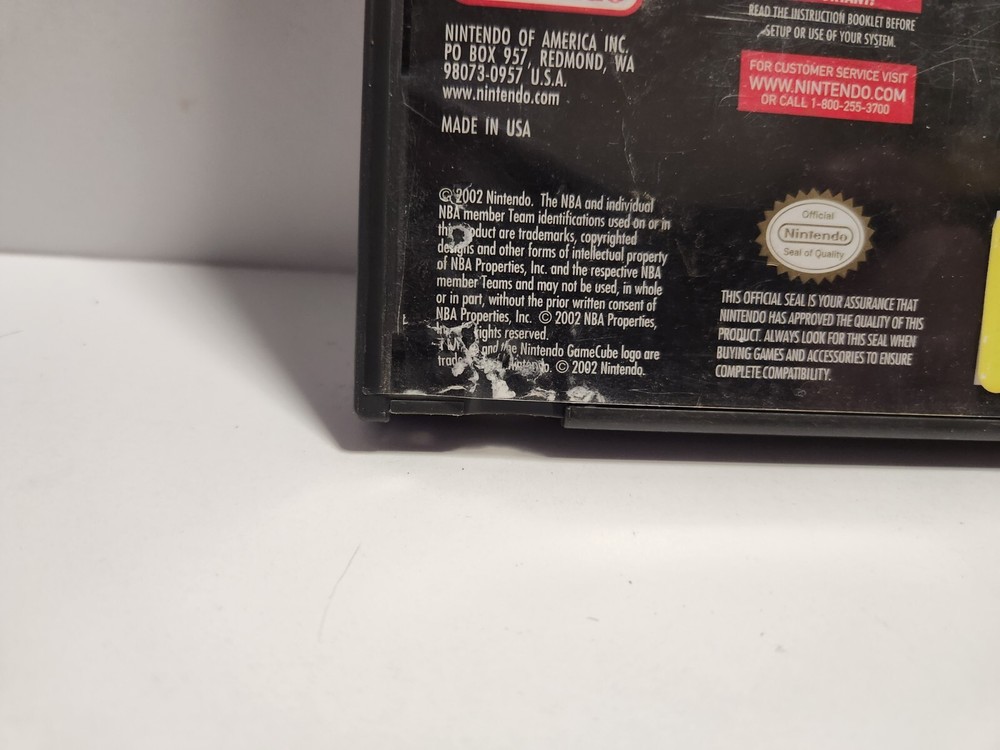 NINTENDO OF AMERICA INC.
PO BOX 957, REDMOND, WA
98073-0957 U.S.A.
www.nintendo.com
MADE IN USA
© 2002 Nintendo. The NBA and individual
NBA member Team identifications used on or in
this product are trademarks, copyrighted
designs and other forms of intellectual property
of NBA Properties, Inc. and the respective NBA
member Teams and may not be used, in whole
or in part, without the prior written consent of
NBA Properties, Inc. © 2002 NBA Properties,
rights reserved.
and the Nintendo GameCube logo are
Nintendo. © 2002 Nintendo.
READ THE INSTRUCTION BOOKLET BEFORE
SETUP OR USE OF YOUR SYSTEM.
FOR CUSTOMER SERVICE VISIT
WWW.NINTENDO.COM
OR CALL 1-800-255-3700
Official
Nintendo
Seal of Quality
THIS OFFICIAL SEAL IS YOUR ASSURANCE THAT
NINTENDO HAS APPROVED THE QUALITY OF THIS
PRODUCT. ALWAYS LOOK FOR THIS SEAL WHEN
BUYING GAMES AND ACCESSORIES TO ENSURE
COMPLETE COMPATIBILITY.